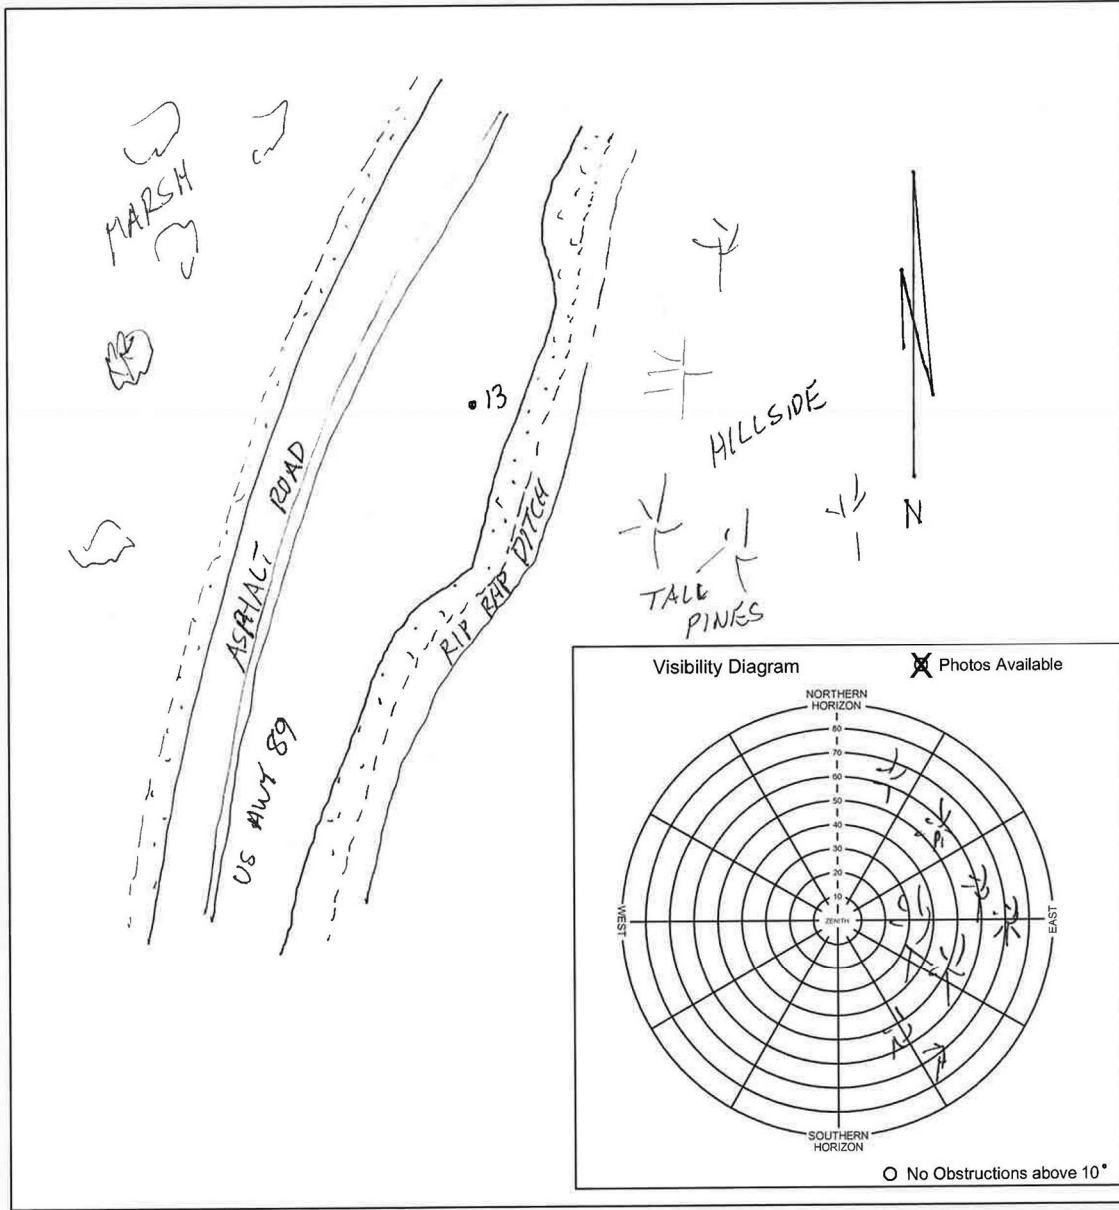 MARSH
13
HILLSIDE
ASPHALT ROAD
N
RIP RAP DITCH
TALL
PINES
US HWY 89
Visibility Diagram
Photos Available
NORTHERN
HORIZON
80
70
60
50
40
30
20
10
ZENITH
WEST
EAST
SOUTHERN
HORIZON
No Obstructions above 10°